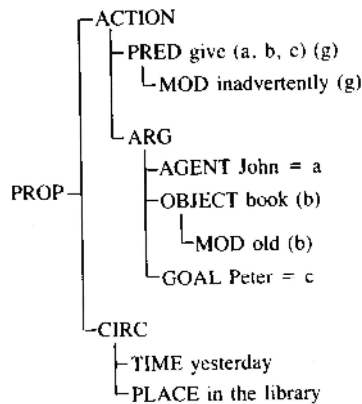 ACTION
PRED give (a, b, c) (g)
MOD inadvertently (g)
ARG
AGENT John = a
PROP
OBJECT book (b)
MOD old (b)
GOAL Peter = c
CIRC
TIME yesterday
PLACE in the library